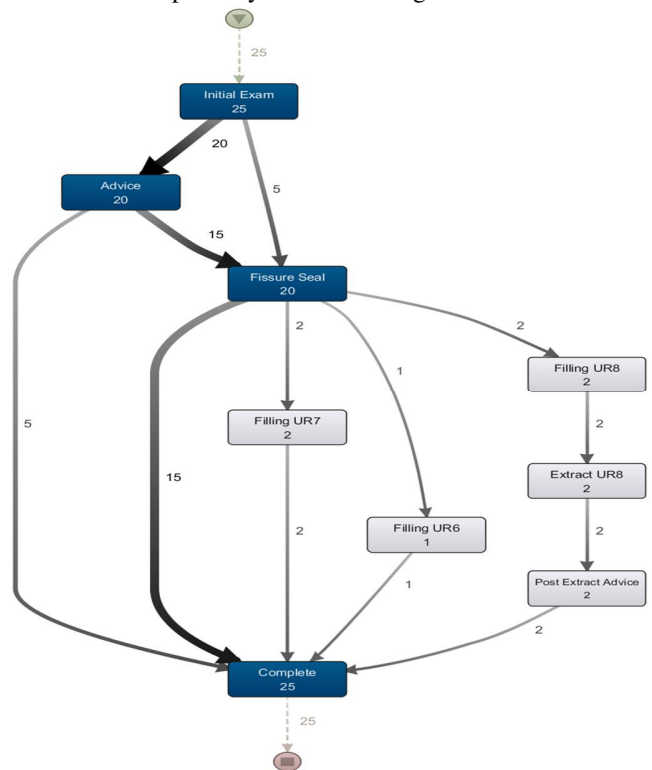 25
Initial Exam
25
20
5
Advice
20
15
Fissure Seal
20
2
1
2
Filling UR8
2
Filling UR7
2
5
2
15
Extract UR8
2
2
Filling UR6
1
2
1
Post Extract Advice
2
2
Complete
25
25